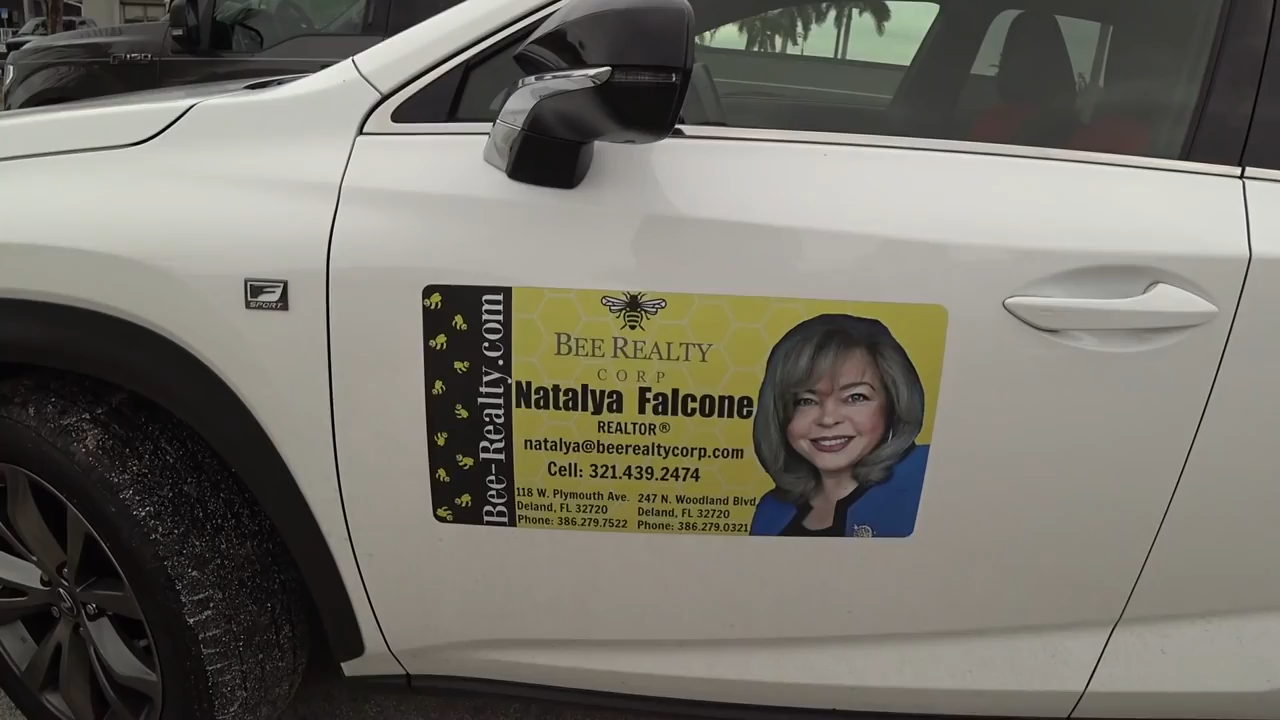 F150
F
SPORT
Bee-Realty.com
BEE REALTY
CORP
Natalya Falcone
REALTOR®
natalya@beerealtycorp.com
Cell: 321.439.2474
118 W. Plymouth Ave.
Deland, FL 32720
Phone: 386.279.7522
247 N. Woodland Blvd
Deland, FL 32720
Phone: 386.279.0321